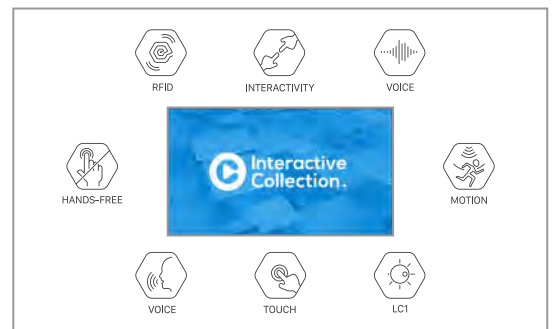 RFID
INTERACTIVITY
VOICE
Interactive
Collection.
HANDS-FREE
MOTION
VOICE
TOUCH
LC1